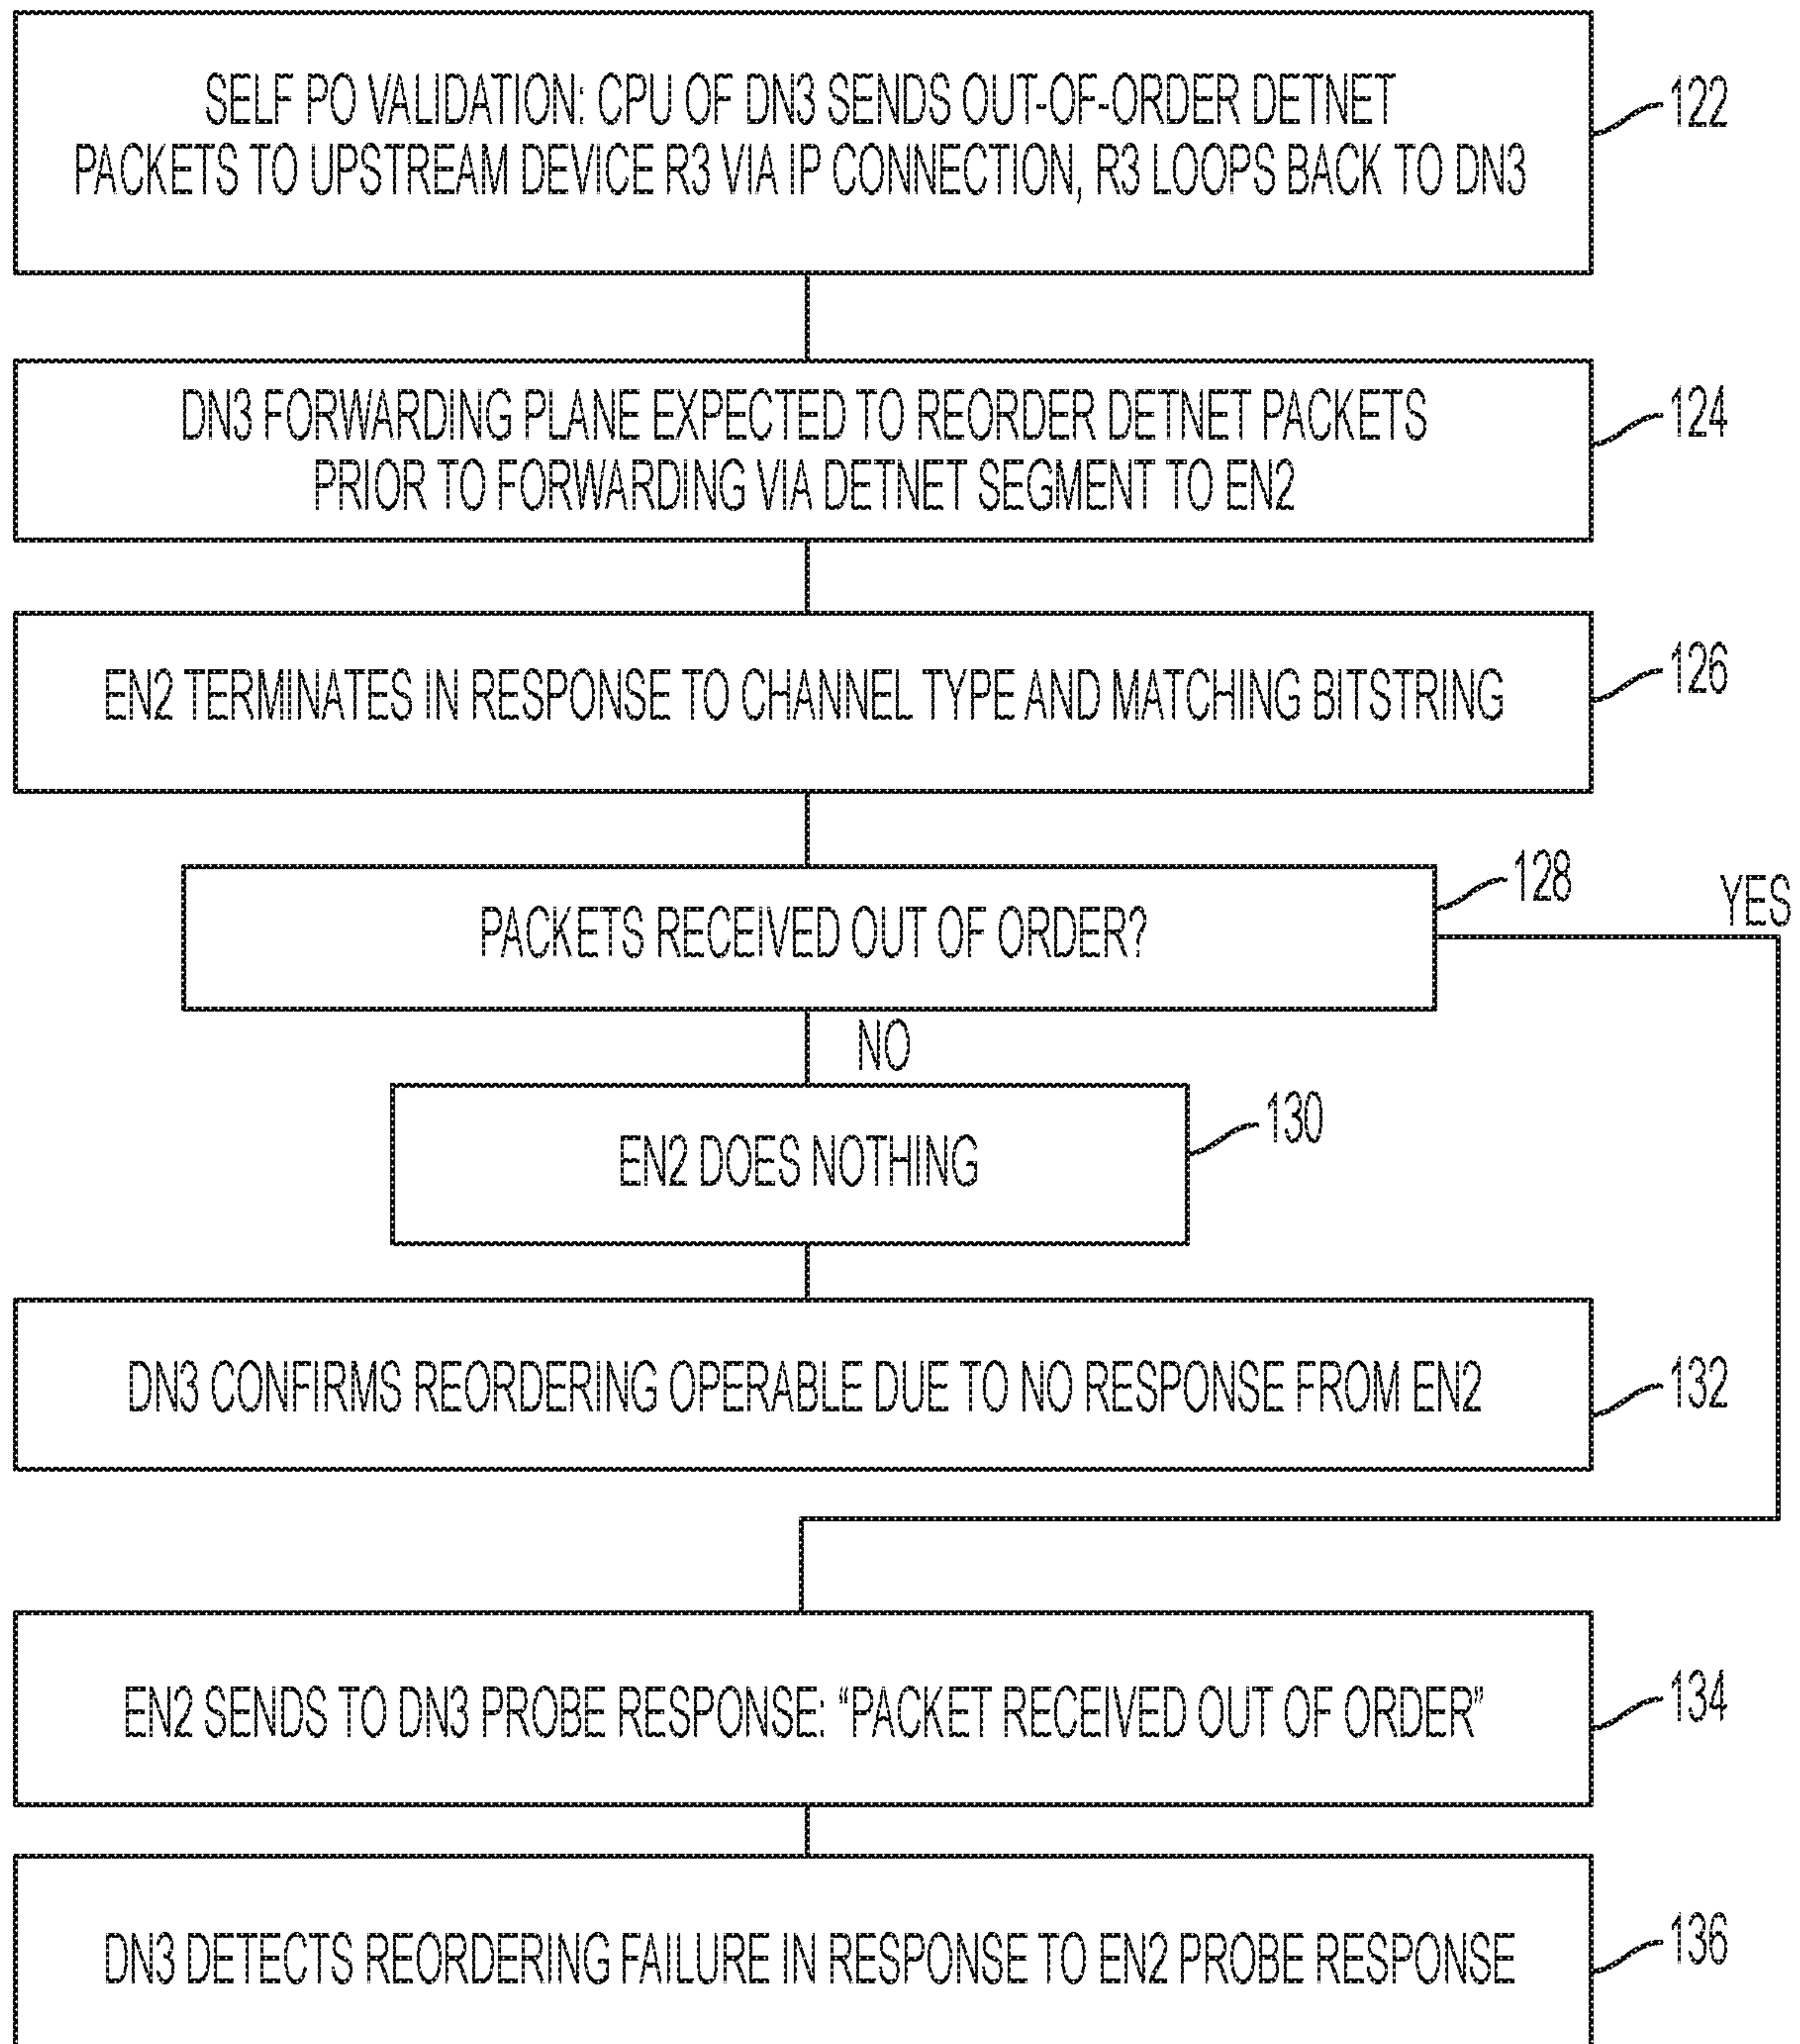 SELF PO VALIDATION: CPU OF DN3 SENDS OUT-OF-ORDER DETNET
PACKETS TO UPSTREAM DEVICE R3 VIA IP CONNECTION, R3 LOOPS BACK TO DN3
122
DN3 FORWARDING PLANE EXPECTED TO REORDER DETNET PACKETS
PRIOR TO FORWARDING VIA DETNET SEGMENT TO EN2
124
EN2 TERMINATES IN RESPONSE TO CHANNEL TYPE AND MATCHING BITSTRING
126
PACKETS RECEIVED OUT OF ORDER?
128
YES
NO
EN2 DOES NOTHING
130
DN3 CONFIRMS REORDERING OPERABLE DUE TO NO RESPONSE FROM EN2
132
EN2 SENDS TO DN3 PROBE RESPONSE: “PACKET RECEIVED OUT OF ORDER”
134
DN3 DETECTS REORDERING FAILURE IN RESPONSE TO EN2 PROBE RESPONSE
136